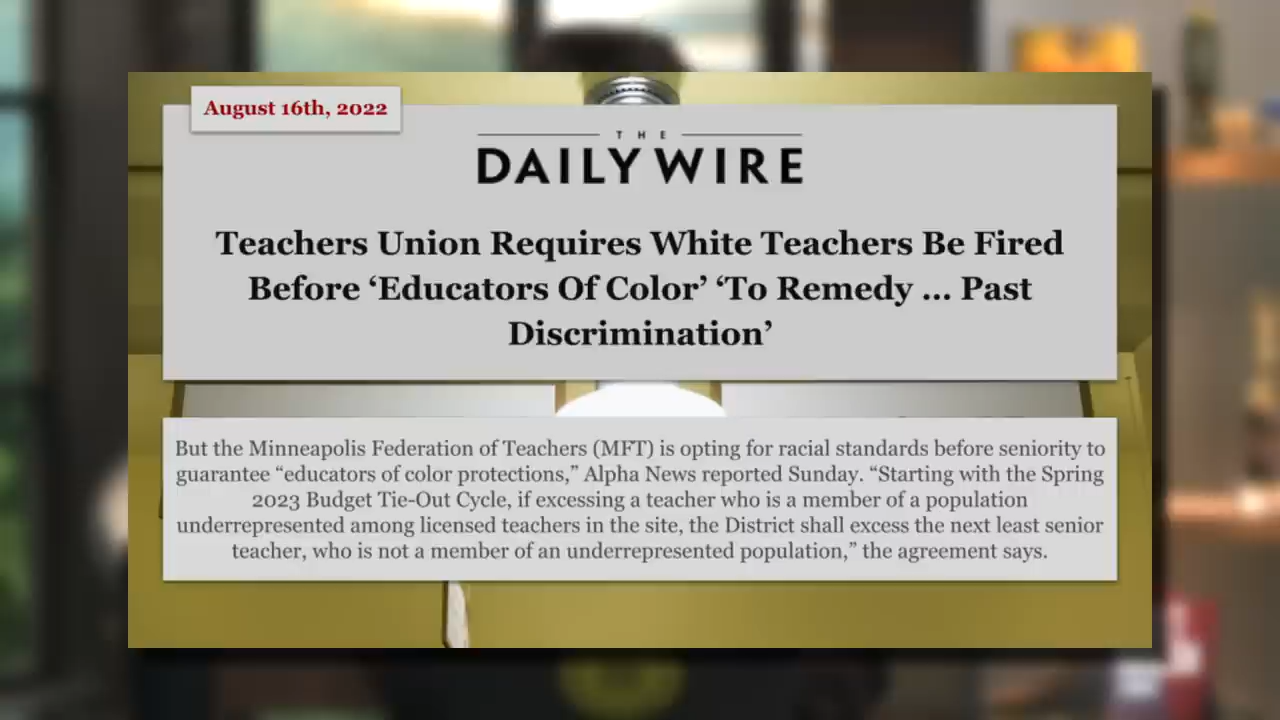 August 16th, 2022
THE
DAILY WIRE
Teachers Union Requires White Teachers Be Fired
Before ‘Educators Of Color’ ‘To Remedy ... Past
Discrimination’
But the Minneapolis Federation of Teachers (MFT) is opting for racial standards before seniority to
guarantee “educators of color protections,” Alpha News reported Sunday. “Starting with the Spring
2023 Budget Tie-Out Cycle, if excessing a teacher who is a member of a population
underrepresented among licensed teachers in the site, the District shall excess the next least senior
teacher, who is not a member of an underrepresented population,” the agreement says.